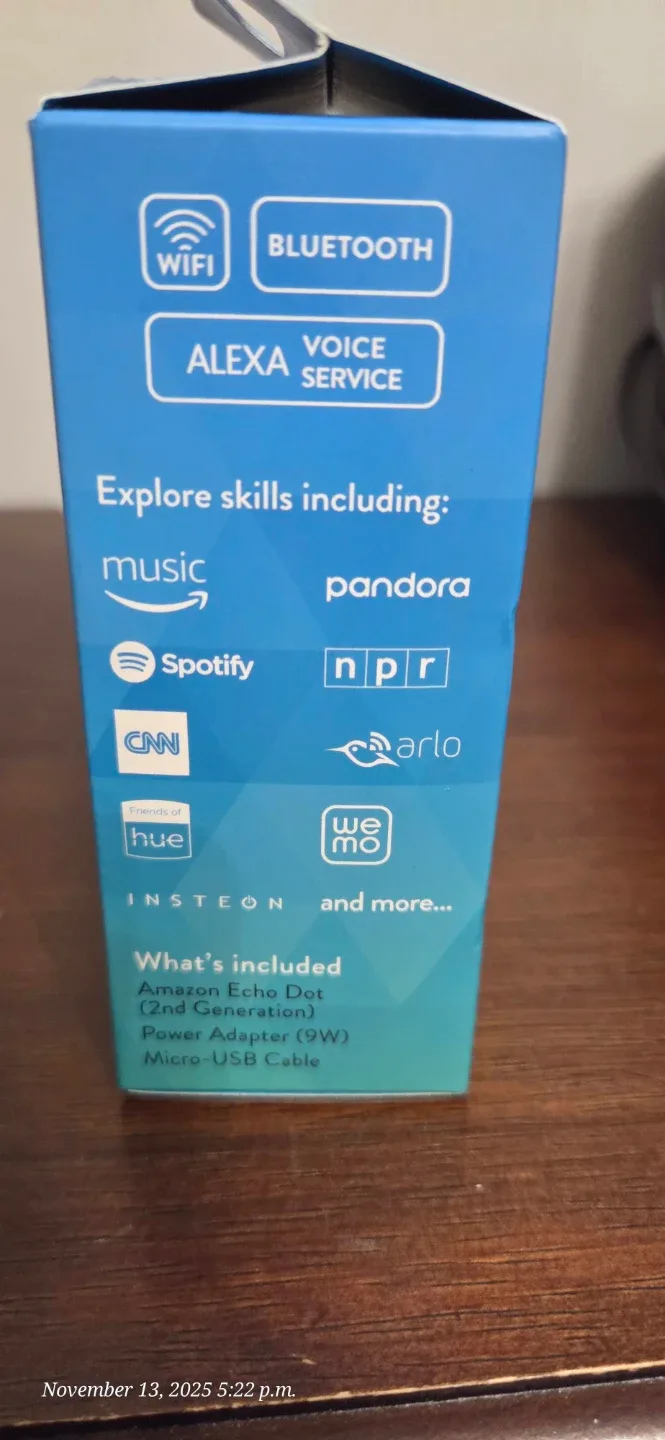 WiFi
BLUETOOTH
ALEXA VOICE SERVICE
Explore skills including:
music
pandora
Spotify
npr
CNN
arlo
Friends of
hue
we
mo
INSTEON
and more...
What's included
Amazon Echo Dot
(2nd Generation)
Power Adapter (9W)
Micro-USB Cable
November 13, 2025 5:22 p.m.